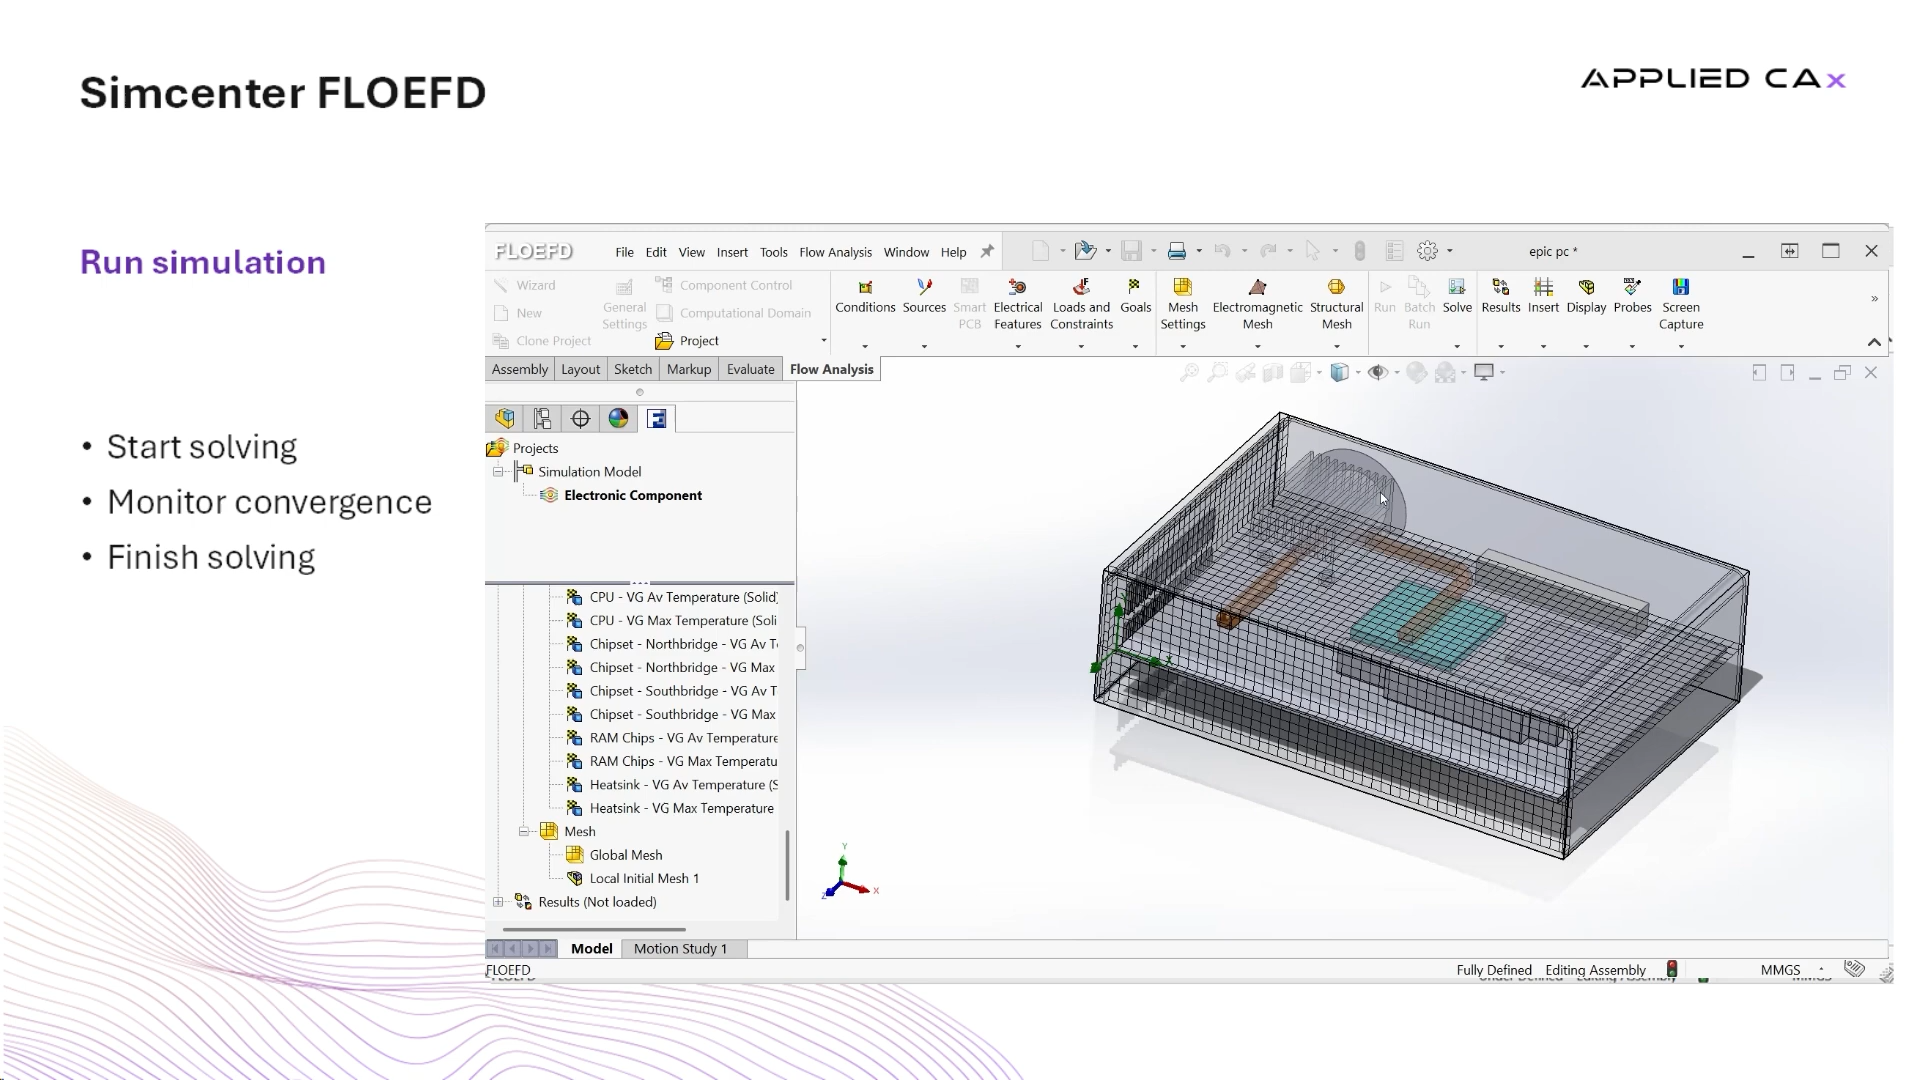 Simcenter FLOEFD
APPLIED CAx
Run simulation
• Start solving
• Monitor convergence
• Finish solving
FLOEFD
File Edit View Insert Tools Flow Analysis Window Help
epic pc *
Wizard
New
Clone Project
General
Settings
Component Control
Computational Domain
Project
Conditions
Sources
Smart
PCB
Electrical
Features
Loads and
Constraints
Goals
Mesh
Settings
Electromagnetic
Mesh
Structural
Mesh
Run
Batch
Run
Solve
Results
Insert
Display
Probes
Screen
Capture
Assembly Layout Sketch Markup Evaluate Flow Analysis
Projects
Simulation Model
Electronic Component
CPU - VG Av Temperature (Solid)
CPU - VG Max Temperature (Soli
Chipset - Northbridge - VG Av T
Chipset - Northbridge - VG Max
Chipset - Southbridge - VG Av T
Chipset - Southbridge - VG Max
RAM Chips - VG Av Temperature
RAM Chips - VG Max Temperatu
Heatsink - VG Av Temperature (S
Heatsink - VG Max Temperature
Mesh
Global Mesh
Local Initial Mesh 1
Results (Not loaded)
Y
X
Z
Model Motion Study 1
FLOEFD
Fully Defined Editing Assembly MMGS